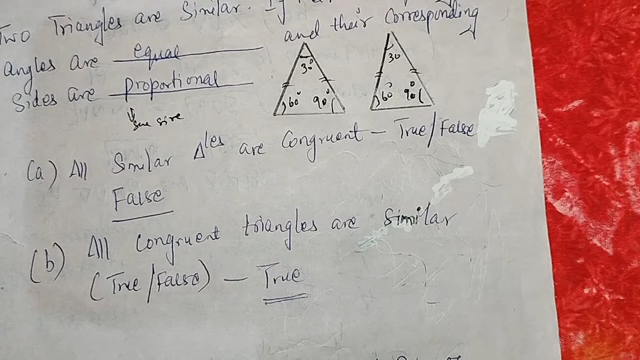 Two Triangles are Similar. If
and their Corresponding
angles are equal
Sides are proportional
same size
30°
60° 90°
30°
60° 90°
(a) All Similar Δles are Congruent - True/False
False
(b) All Congruent triangles are Similar
(True/False) - True